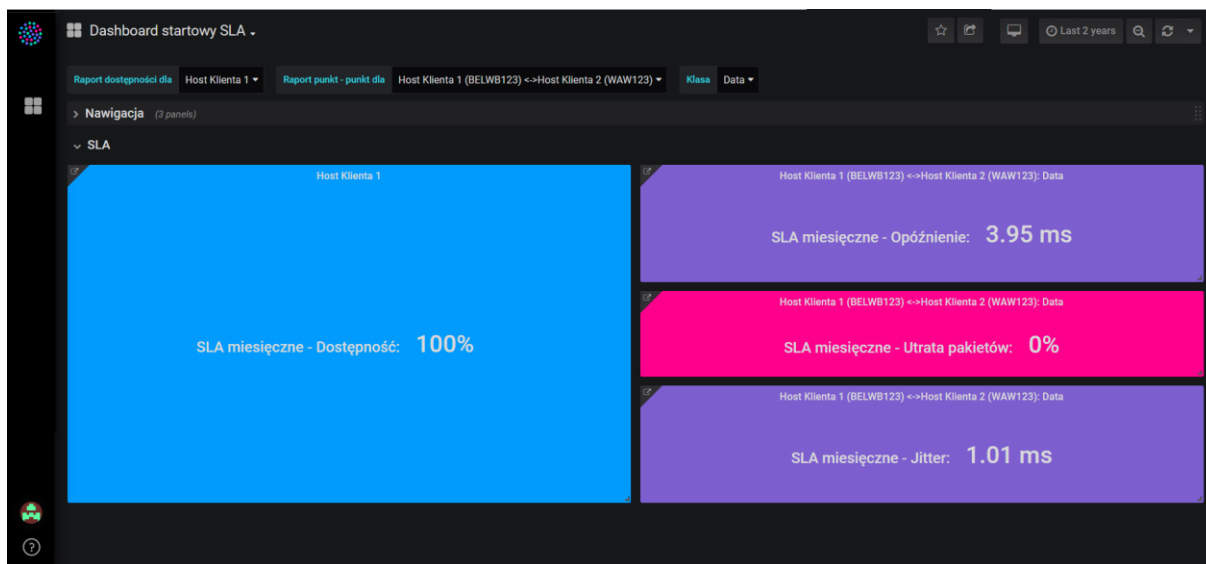 Dashboard startowy SLA
Last 2 years
Raport dostępności dla Host Klienta 1 Raport punkt - punkt dla Host Klienta 1 (BELWB123) <->Host Klienta 2 (WAW123) Klasa Data
Nawigacja (3 panels)
SLA
Host Klienta 1
SLA miesięczne - Dostępność: 100%
Host Klienta 1 (BELWB123) <->Host Klienta 2 (WAW123): Data
SLA miesięczne - Opóźnienie: 3.95 ms
Host Klienta 1 (BELWB123) <->Host Klienta 2 (WAW123): Data
SLA miesięczne - Utrata pakietów: 0%
Host Klienta 1 (BELWB123) <->Host Klienta 2 (WAW123): Data
SLA miesięczne - Jitter: 1.01 ms